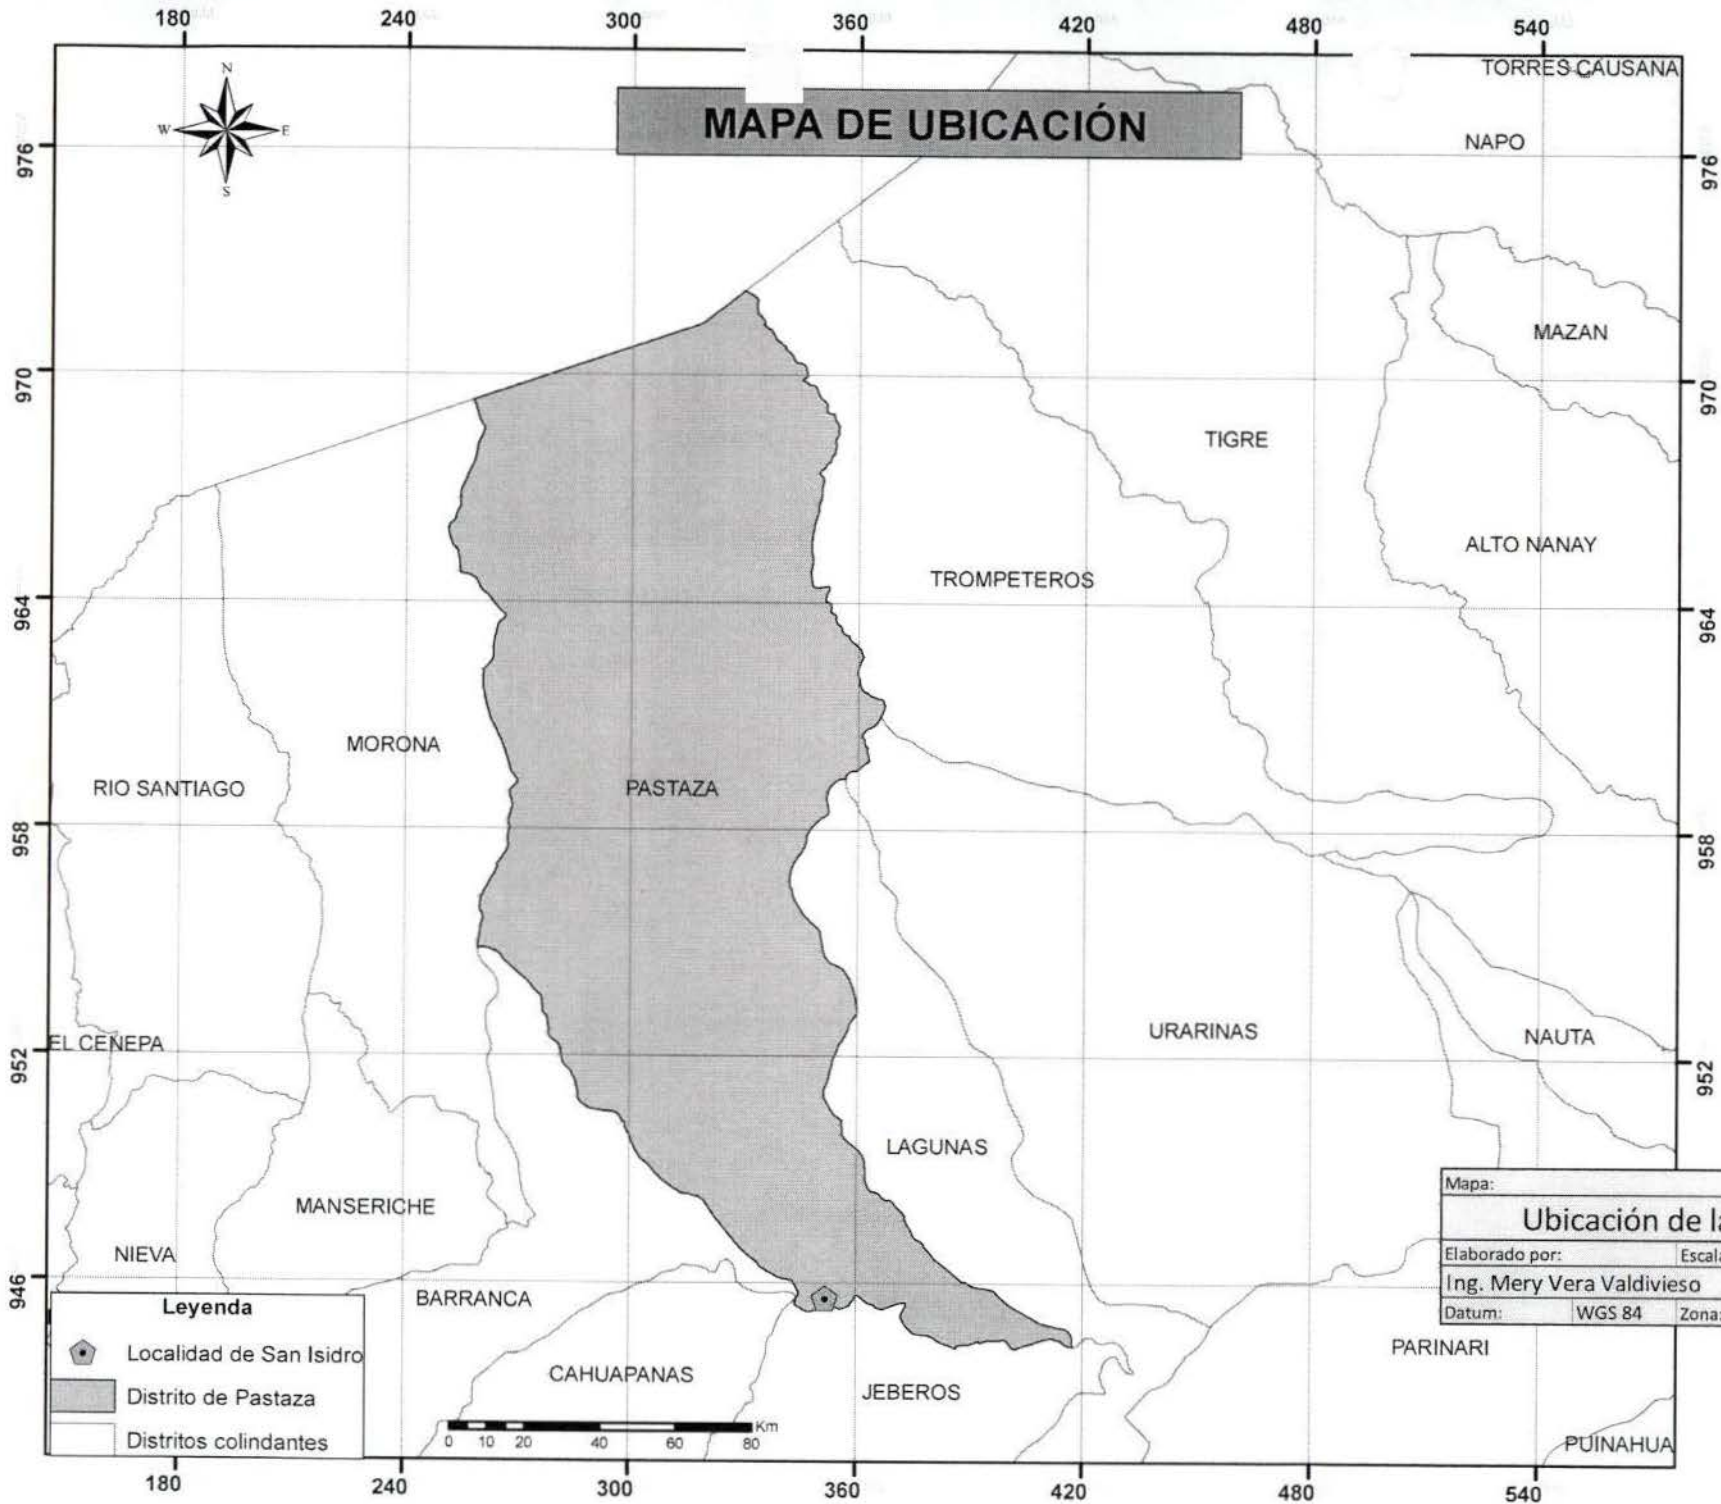 180 240 300 360 420 480 540
TORRES CAUSANA
N
W E
S
MAPA DE UBICACIÓN
NAPO
976 976
MAZAN
970 970
TIGRE
ALTO NANAY
TROMPETEROS
964 964
MORONA
RIO SANTIAGO
PASTAZA
958 958
URARINAS
NAUTA
EL CENEPA
952 952
LAGUNAS
MANSERICHE
NIEVA
946
BARRANCA
CAHUAPANAS
JEBEROS
PARINARI
PUINAHUA
Mapa:
Ubicación de la
Elaborado por: Escala
Ing. Mery Vera Valdivieso
Datum: WGS 84 Zona:
Leyenda
Localidad de San Isidro
Distrito de Pastaza
Distritos colindantes
Km
0 10 20 40 60 80
180 240 300 360 420 480 540